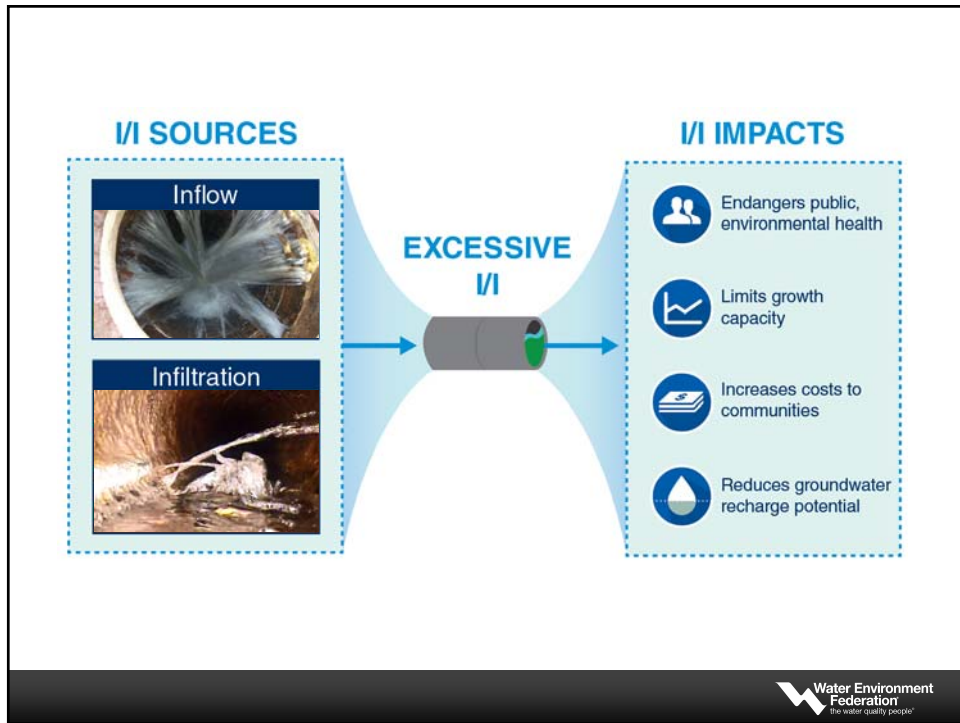 I/I SOURCES
Inflow
Infiltration
EXCESSIVE
I/I
I/I IMPACTS
Endangers public,
environmental health
Limits growth
capacity
$
Increases costs to
communities
Reduces groundwater
recharge potential
Water Environment
Federation
the water quality people®